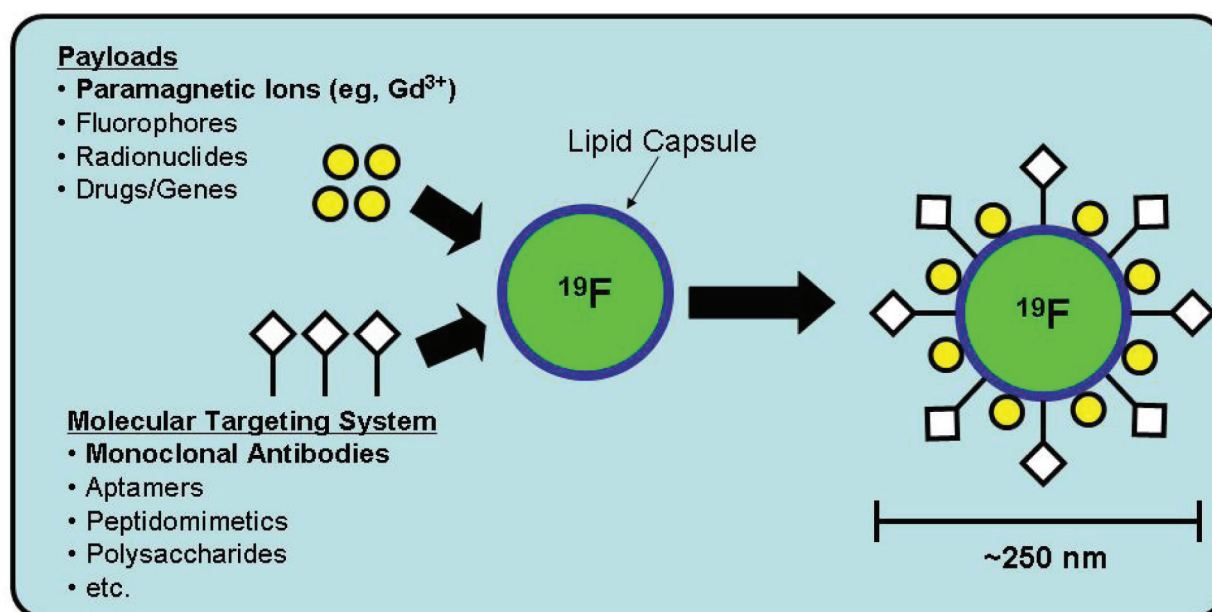 Payloads
• Paramagnetic Ions (eg, Gd³⁺)
• Fluorophores
• Radionuclides
• Drugs/Genes
Lipid Capsule
¹⁹F
¹⁹F
Molecular Targeting System
• Monoclonal Antibodies
• Aptamers
• Peptidomimetics
• Polysaccharides
• etc.
~250 nm